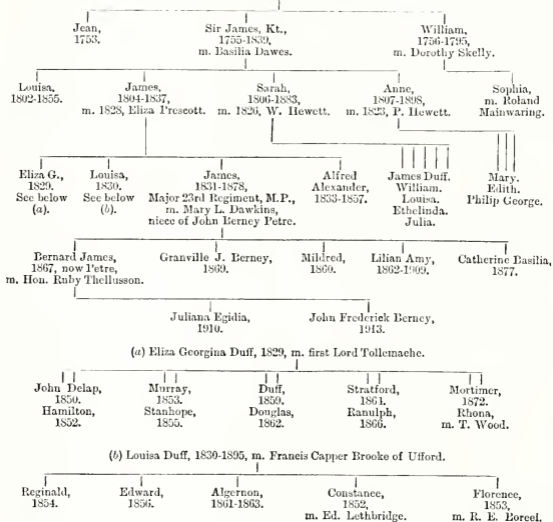 Jean, Sir James, Kt., William,
1753. 1755-1839, 1756-1795,
m. Basilia Dawes. m. Dorothy Skelly.
Louisa, James, Sarah, Anne, Sophia,
1802-1855. 1804-1837, 1806-1883, 1807-1898, m. Roland
m. 1828, Eliza Prescott. m. 1826, W. Hewett. m. 1823, P. Hewett. Mainwaring.
Eliza G., Louisa, James, Alfred James Duff. Mary.
1829. 1830. 1831-1878, Alexander, William. Edith.
See below See below Major 23rd Regiment, M.P., 1833-1857. Louisa. Philip George.
(a). (b). m. Mary L. Dawkins, Ethelinda.
niece of John Berney Petre. Julia.
Bernard James, Granville J. Berney, Mildred, Lilian Amy, Catherine Basilia,
1867, now Petre, 1869. 1860. 1862-1909. 1877.
m. Hon. Ruby Thellusson.
Juliana Egidia, John Frederick Berney,
1910. 1913.
(a) Eliza Georgina Duff, 1829, m. first Lord Tollemache.
John Delap, Murray, Duff, Stratford, Mortimer,
1850. 1853. 1859. 1864. 1872.
Hamilton, Stanhope, Douglas, Ranulph, Rhona,
1852. 1855. 1862. 1866. m. T. Wood.
(b) Louisa Duff, 1830-1895, m. Francis Capper Brooke of Ufford.
Reginald, Edward, Algernon, Constance, Florence,
1854. 1856. 1861-1863. 1852, 1853,
m. Ed. Lethbridge. m. R. E. Boreel.